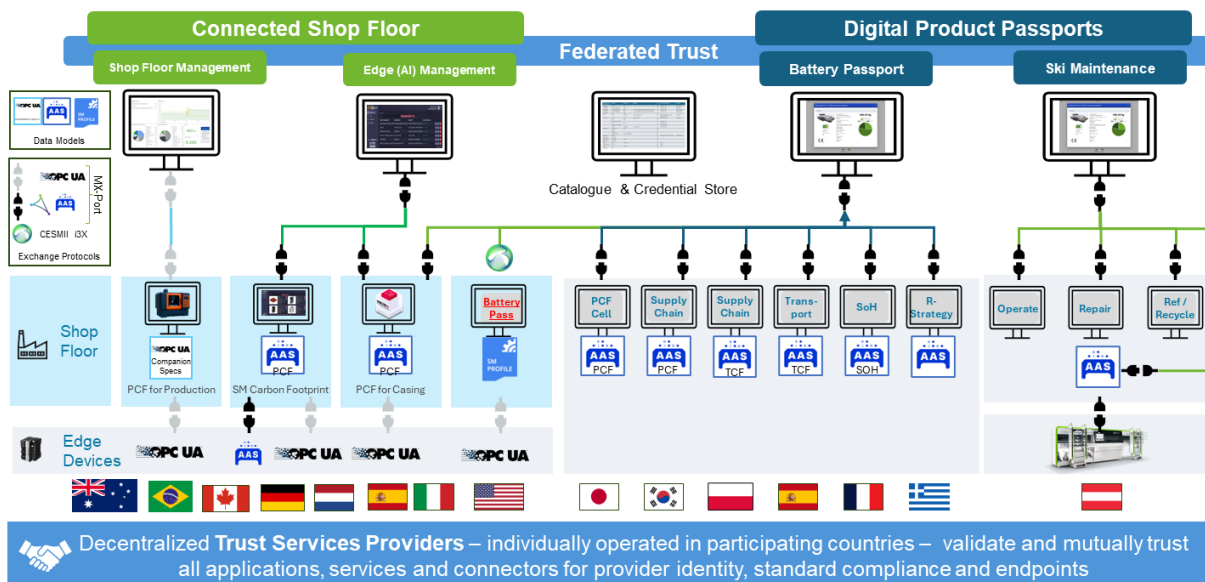 Connected Shop Floor
Digital Product Passports
Federated Trust
Shop Floor Management
Edge (AI) Management
Battery Passport
Ski Maintenance
OPC UA
AAS
SM
PROFILE
Data Models
OPC UA
AAS
MX-Port
CESMII i3X
Exchange Protocols
Catalogue & Credential Store
Shop
Floor
Battery
Pass
PCF
Cell
Supply
Chain
Supply
Chain
Trans-
port
SoH
R-
Strategy
Operate
Repair
Ref /
Recycle
OPC UA
Companion
Specs
AAS
PCF
AAS
PCF
SM
PROFILE
AAS
PCF
AAS
PCF
AAS
TCF
AAS
TCF
AAS
SOH
AAS
AAS
PCF for Production
SM Carbon Footprint
PCF for Casing
Edge
Devices
OPC UA
AAS
OPC UA
OPC UA
OPC UA
Decentralized Trust Services Providers – individually operated in participating countries – validate and mutually trust
all applications, services and connectors for provider identity, standard compliance and endpoints